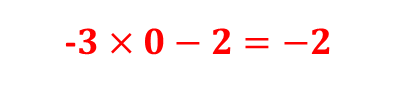 -3 × 0 − 2 = −2